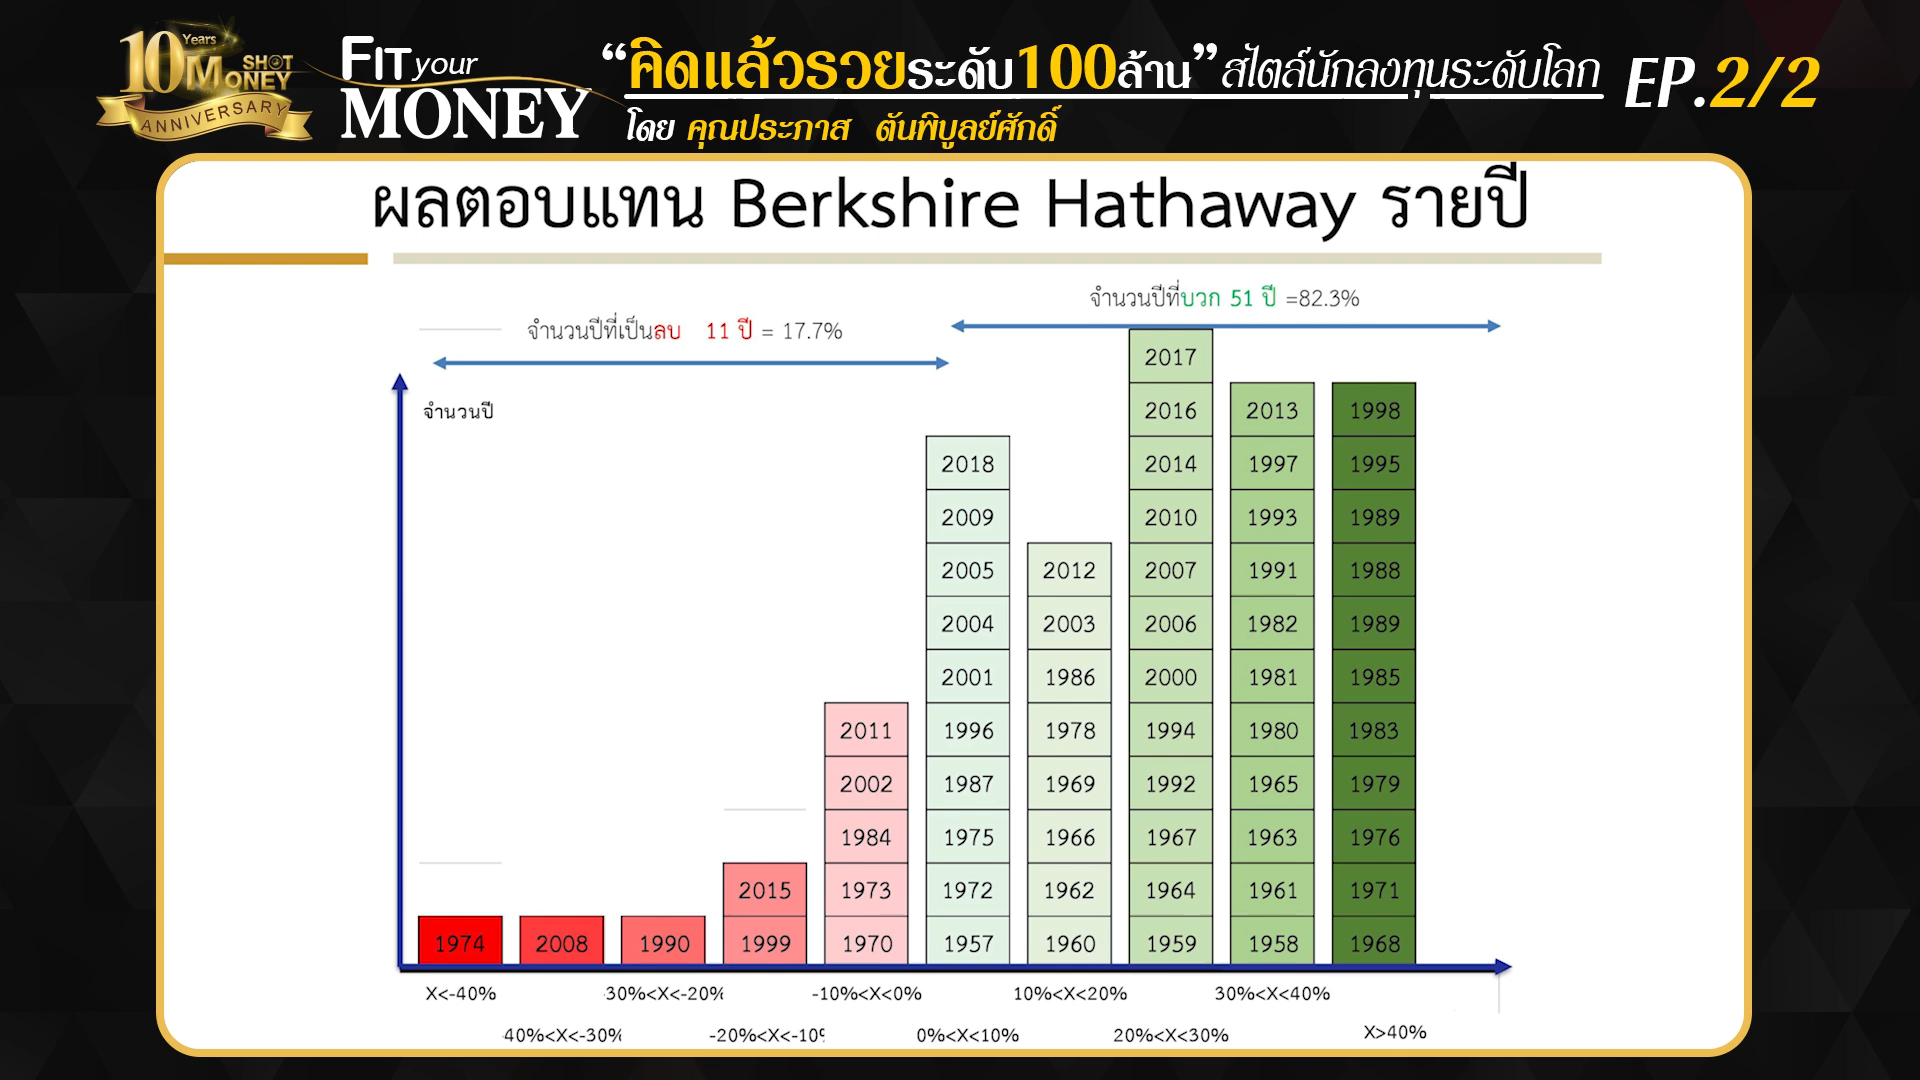 10 Years
MONEY SHOT
ANNIVERSARY
FIT your
MONEY
“คิดแล้วรวยระดับ100ล้าน” สไตล์นักลงทุนระดับโลก EP.2/2
โดย คุณประภาส ตันพิบูลย์ศักดิ์
ผลตอบแทน Berkshire Hathaway รายปี
จำนวนปีที่บวก 51 ปี =82.3%
จำนวนปีที่เป็นลบ 11 ปี = 17.7%
จำนวนปี
2017
2016 2013 1998
2018 2014 1997 1995
2009 2010 1993 1989
2005 2012 2007 1991 1988
2004 2003 2006 1982 1989
2001 1986 2000 1981 1985
2011 1996 1978 1994 1980 1983
2002 1987 1969 1992 1965 1979
1984 1975 1966 1967 1963 1976
2015 1973 1972 1962 1964 1961 1971
1974 2008 1990 1999 1970 1957 1960 1959 1958 1968
X<-40% 30%<X<-20% -10%<X<0% 10%<X<20% 30%<X<40%
40%<X<-30% -20%<X<-10% 0%<X<10% 20%<X<30% X>40%